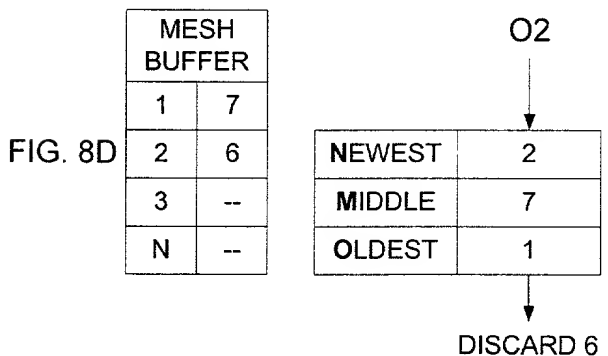 MESH
BUFFER
1 7
2 6
3 --
N --
FIG. 8D
O2
NEWEST 2
MIDDLE 7
OLDEST 1
DISCARD 6